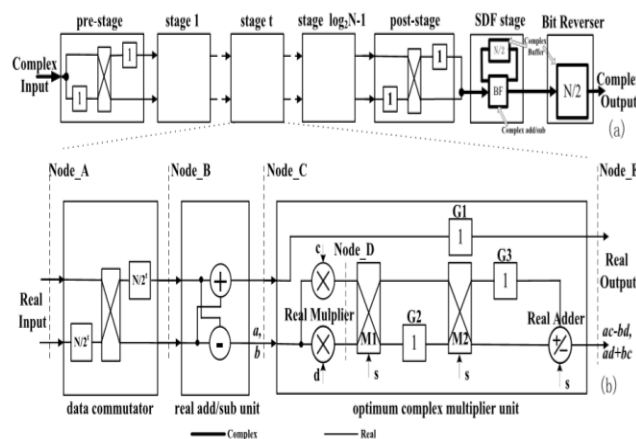 pre-stage
stage 1
stage t
stage log₂N-1
post-stage
SDF stage
Bit Reverser
Complex Input
1
1
1
1
N/2
Complex Buffer
BF
Complex add/sub
N/2
Complex Output
(a)
Node_A
Node_B
Node_C
Node_E
Real Input
N/2ᵗ
N/2ᵗ
+
-
a,
b
c
d
Node_D
Real Mulplier
M1
s
G1
1
G2
1
M2
s
G3
1
Real Adder
+/-
s
Real Output
ac-bd,
ad+bc
(b)
data commutator
real add/sub unit
optimum complex multiplier unit
Complex
Real